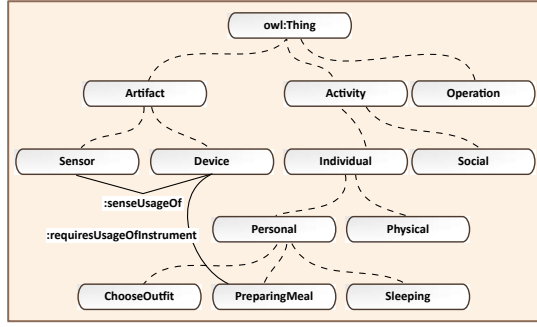 owl:Thing
Artifact
Activity
Operation
Sensor
Device
Individual
Social
:senseUsageOf
:requiresUsageOfInstrument
Personal
Physical
ChooseOutfit
PreparingMeal
Sleeping